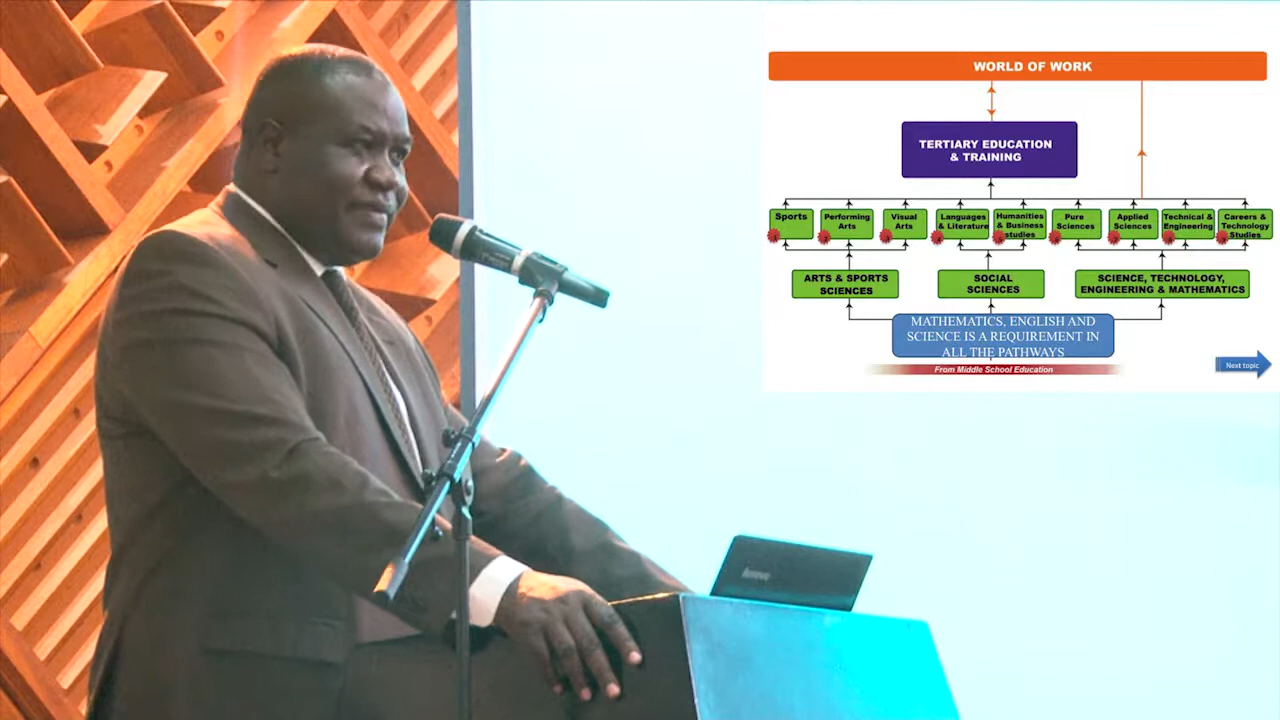 WORLD OF WORK
TERTIARY EDUCATION
& TRAINING
Sports
Performing
Arts
Visual
Arts
Languages
& Literature
Humanities
& Business
studies
Pure
Sciences
Applied
Sciences
Technical &
Engineering
Careers &
Technology
Studies
ARTS & SPORTS
SCIENCES
SOCIAL
SCIENCES
SCIENCE, TECHNOLOGY,
ENGINEERING & MATHEMATICS
MATHEMATICS, ENGLISH AND
SCIENCE IS A REQUIREMENT IN
ALL THE PATHWAYS
From Middle School Education
Next topic
lenovo